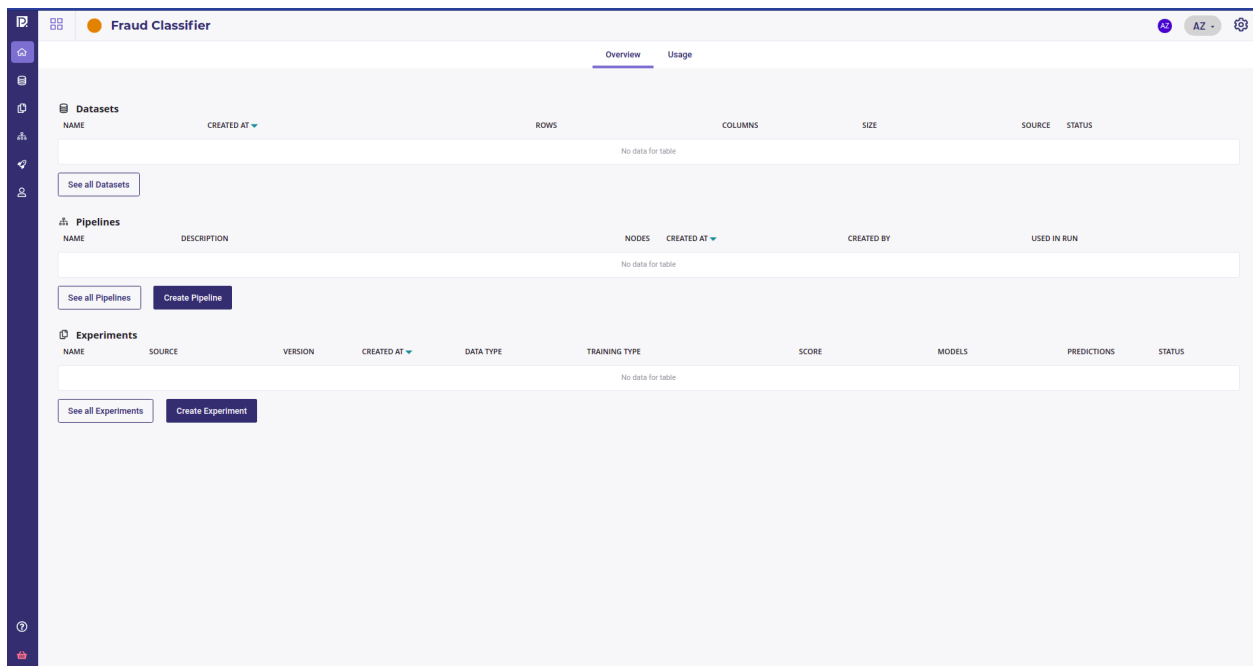 Fraud Classifier
AZ
AZ
Overview Usage
Datasets
NAME CREATED AT ROWS COLUMNS SIZE SOURCE STATUS
No data for table
See all Datasets
Pipelines
NAME DESCRIPTION NODES CREATED AT CREATED BY USED IN RUN
No data for table
See all Pipelines Create Pipeline
Experiments
NAME SOURCE VERSION CREATED AT DATA TYPE TRAINING TYPE SCORE MODELS PREDICTIONS STATUS
No data for table
See all Experiments Create Experiment